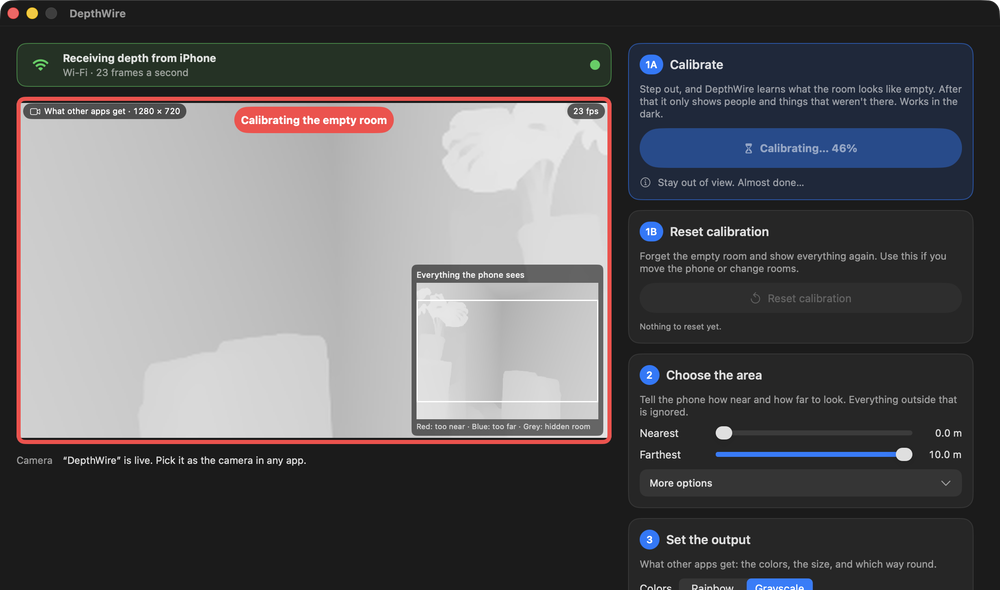 DepthWire
Receiving depth from iPhone
Wi-Fi · 23 frames a second
What other apps get · 1280 × 720
Calibrating the empty room
23 fps
Everything the phone sees
Red: too near · Blue: too far · Grey: hidden room
Camera “DepthWire” is live. Pick it as the camera in any app.
1A Calibrate
Step out, and DepthWire learns what the room looks like empty. After
that it only shows people and things that weren't there. Works in the
dark.
Calibrating... 46%
Stay out of view. Almost done...
1B Reset calibration
Forget the empty room and show everything again. Use this if you
move the phone or change rooms.
Reset calibration
Nothing to reset yet.
2 Choose the area
Tell the phone how near and how far to look. Everything outside that
is ignored.
Nearest 0.0 m
Farthest 10.0 m
More options
3 Set the output
What other apps get: the colors, the size, and which way round.
Colors Rainbow Grayscale